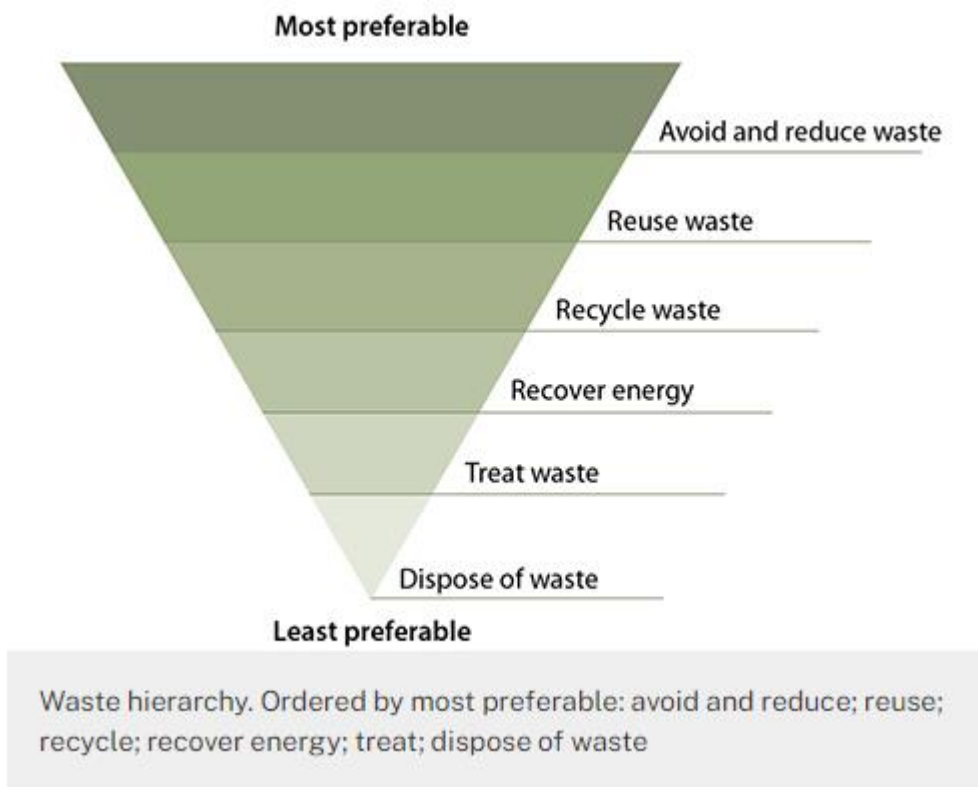 Most preferable
Avoid and reduce waste
Reuse waste
Recycle waste
Recover energy
Treat waste
Dispose of waste
Least preferable
Waste hierarchy. Ordered by most preferable: avoid and reduce; reuse;
recycle; recover energy; treat; dispose of waste